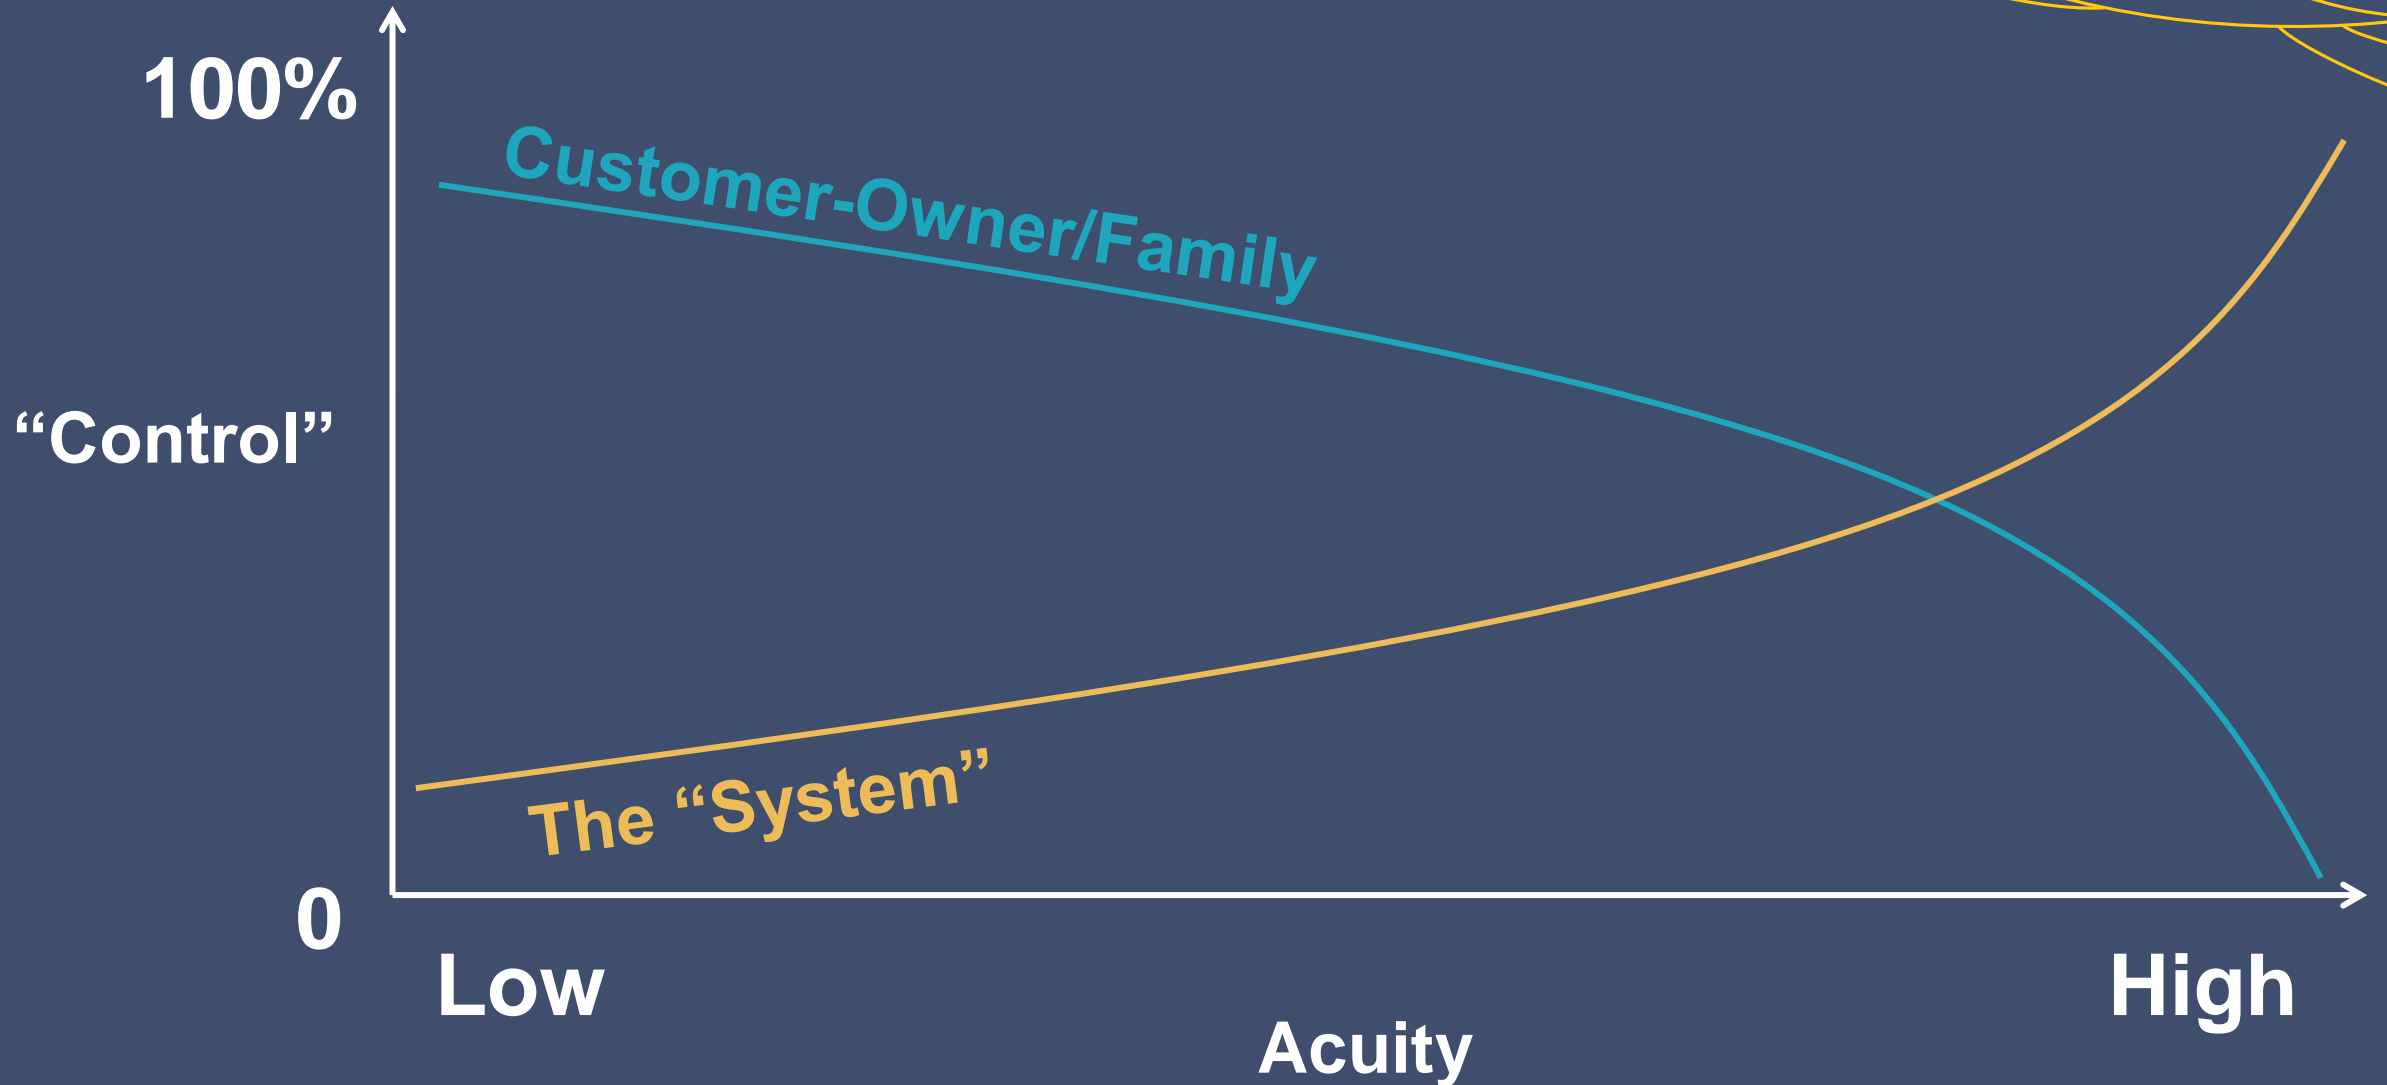 100%
Customer-Owner/Family
“Control”
The “System”
0
Low
High
Acuity